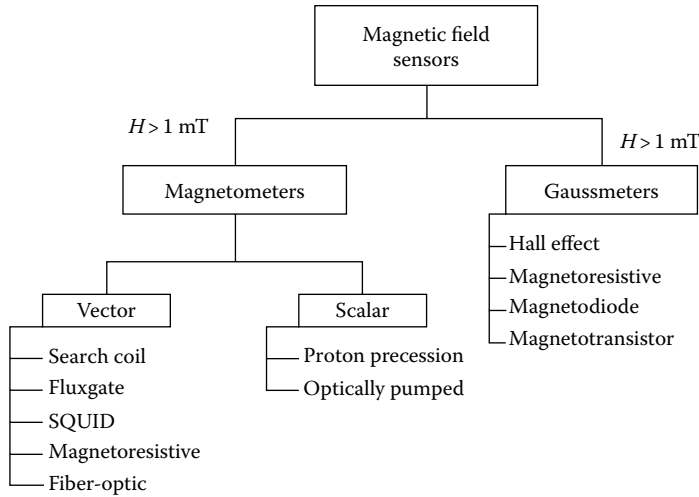 Magnetic field
sensors
H > 1 mT
H > 1 mT
Magnetometers
Gaussmeters
Hall effect
Magnetoresistive
Magnetodiode
Magnetotransistor
Vector
Scalar
Search coil
Fluxgate
SQUID
Magnetoresistive
Fiber-optic
Proton precession
Optically pumped